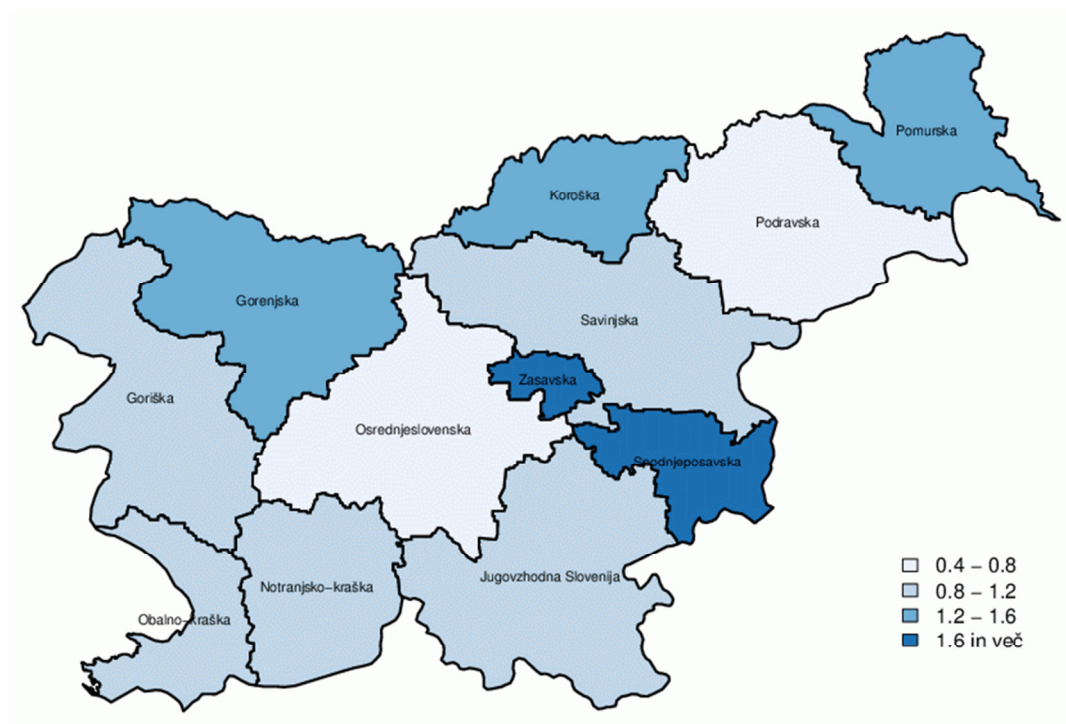 Pomurska
Koroška
Podravska
Gorenjska
Savinjska
Zasavska
Goriška
Osrednjeslovenska
Spodnjeposavska
Jugovzhodna Slovenija
Notranjsko–kraška
Obalno–kraška
0.4 – 0.8
0.8 – 1.2
1.2 – 1.6
1.6 in več